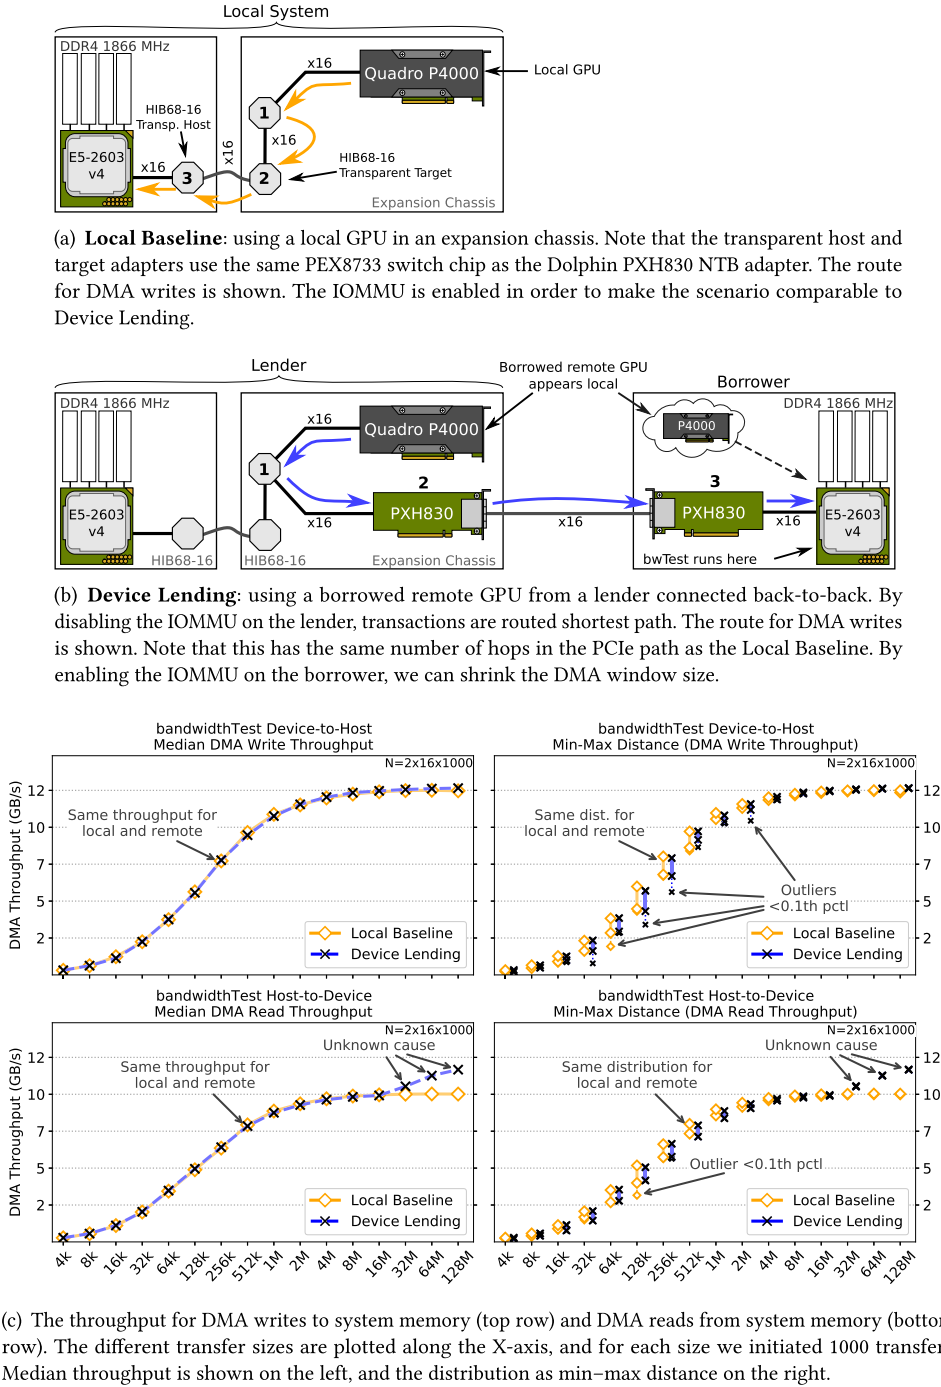 Local System
DDR4 1866 MHz
x16
Quadro P4000
Local GPU
HIB68-16
Transp. Host
1
x16
E5-2603
v4
x16
3
x16
2
HIB68-16
Transparent Target
Expansion Chassis
(a) Local Baseline: using a local GPU in an expansion chassis. Note that the transparent host and
target adapters use the same PEX8733 switch chip as the Dolphin PXH830 NTB adapter. The route
for DMA writes is shown. The IOMMU is enabled in order to make the scenario comparable to
Device Lending.
Lender
Borrowed remote GPU
appears local
Borrower
DDR4 1866 MHz
x16
Quadro P4000
P4000
DDR4 1866 MHz
1
2
3
E5-2603
v4
PXH830
PXH830
E5-2603
v4
x16
x16
x16
HIB68-16
HIB68-16
Expansion Chassis
bwTest runs here
(b) Device Lending: using a borrowed remote GPU from a lender connected back-to-back. By
disabling the IOMMU on the lender, transactions are routed shortest path. The route for DMA writes
is shown. Note that this has the same number of hops in the PCIe path as the Local Baseline. By
enabling the IOMMU on the borrower, we can shrink the DMA window size.
bandwidthTest Device-to-Host
Median DMA Write Throughput
N=2x16x1000
DMA Throughput (GB/s)
12
10
7
5
2
Same throughput for
local and remote
Local Baseline
Device Lending
bandwidthTest Device-to-Host
Min-Max Distance (DMA Write Throughput)
N=2x16x1000
12
10
7
5
2
Same dist. for
local and remote
Outliers
<0.1th pctl
Local Baseline
Device Lending
bandwidthTest Host-to-Device
Median DMA Read Throughput
N=2x16x1000
DMA Throughput (GB/s)
12
10
7
5
2
Unknown cause
Same throughput for
local and remote
Local Baseline
Device Lending
4k 8k 16k 32k 64k 128k 256k 512k 1M 2M 4M 8M 16M 32M 64M 128M
bandwidthTest Host-to-Device
Min-Max Distance (DMA Read Throughput)
N=2x16x1000
12
10
7
5
2
Unknown cause
Same distribution for
local and remote
Outlier <0.1th pctl
Local Baseline
Device Lending
4k 8k 16k 32k 64k 128k 256k 512k 1M 2M 4M 8M 16M 32M 64M 128M
(c) The throughput for DMA writes to system memory (top row) and DMA reads from system memory (bottom
row). The different transfer sizes are plotted along the X-axis, and for each size we initiated 1000 transfer
Median throughput is shown on the left, and the distribution as min–max distance on the right.